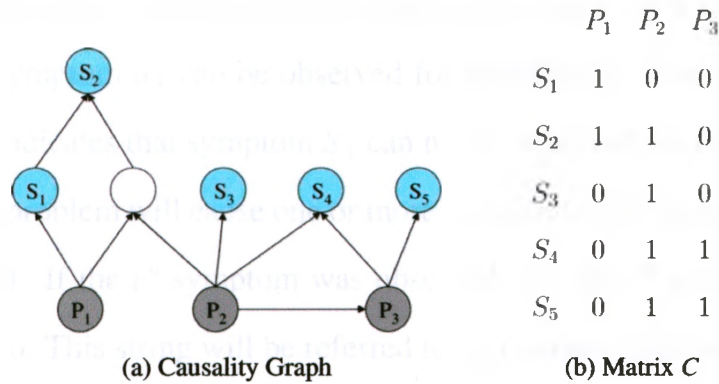 P₁ P₂ P₃
S₂
S₁ 1 0 0
S₂ 1 1 0
S₁ S₃ S₄ S₅
S₃ 0 1 0
S₄ 0 1 1
P₁ P₂ P₃
S₅ 0 1 1
(a) Causality Graph (b) Matrix C